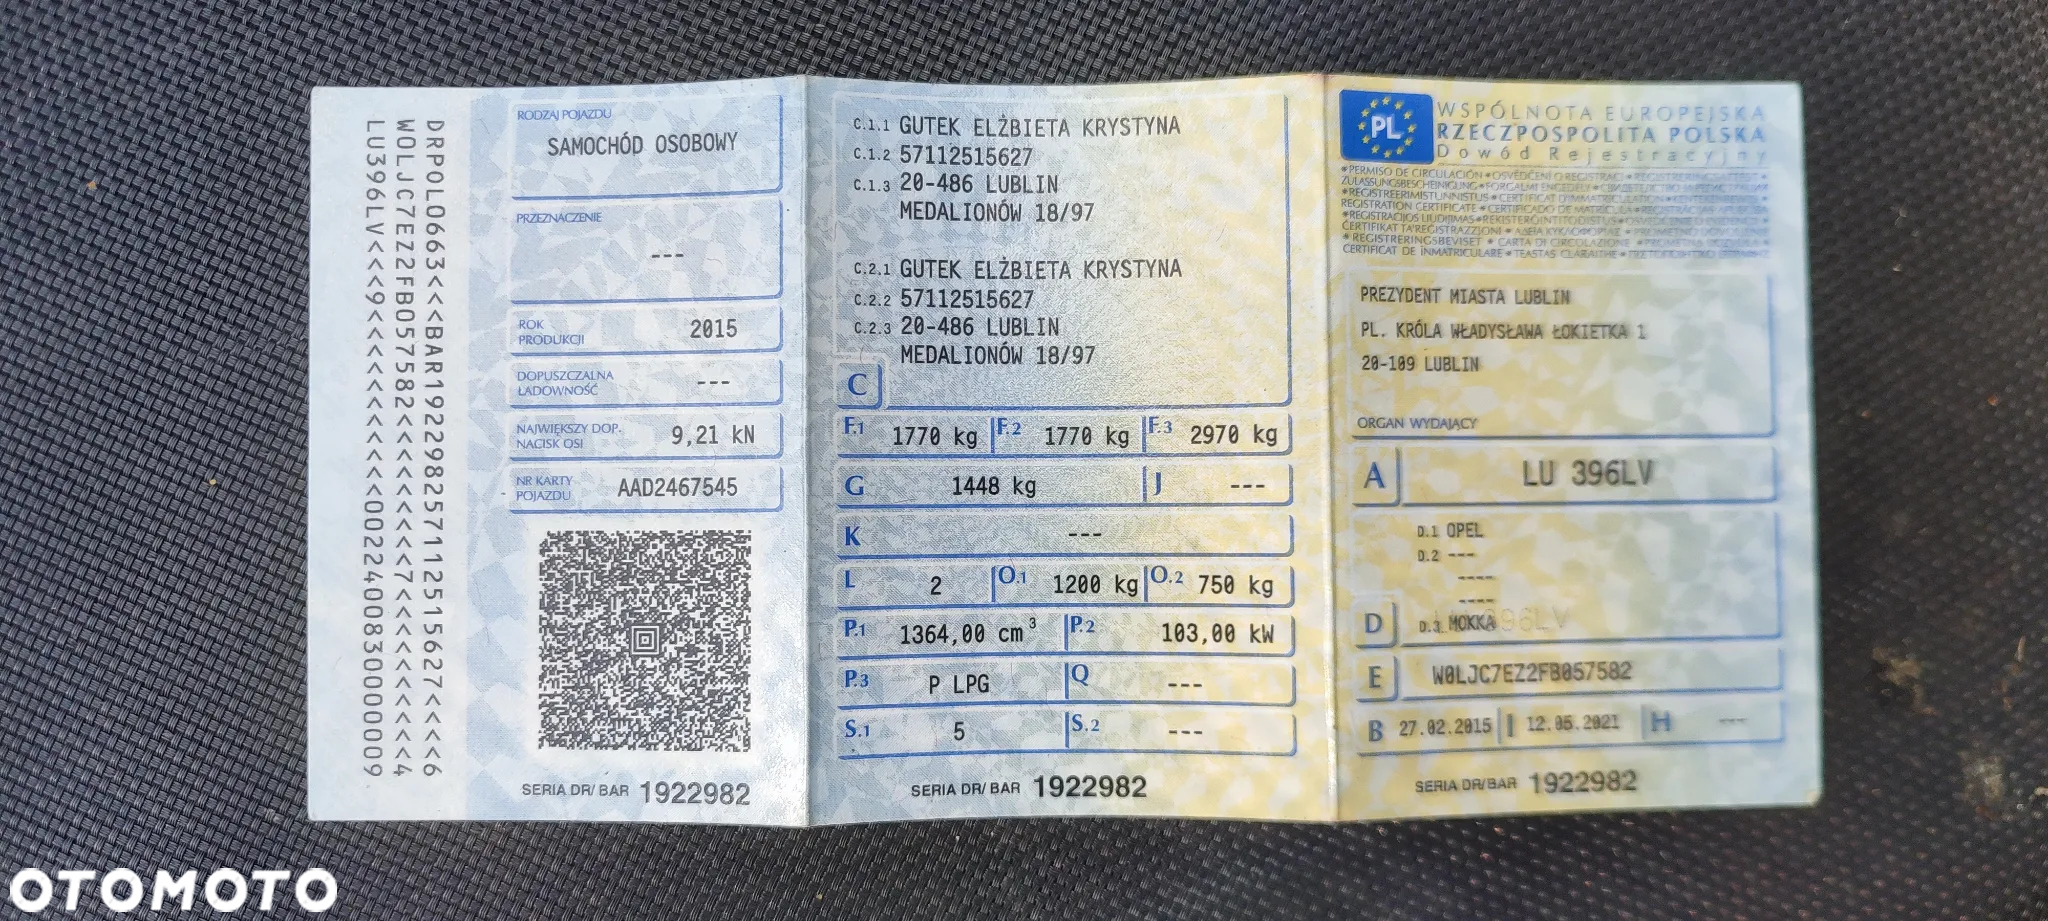 DRPOL0663<<<BAR1922982571125156 27<<<<6
W0LJC7EZ2FB057582<<<<<<<<7<<<<<<<<<4
LU396LV<<<9<<<<<<<<<<<0022400830000009
RODZAJ POJAZDU
SAMOCHÓD OSOBOWY
PRZEZNACZENIE
---
ROK PRODUKCJI 2015
DOPUSZCZALNA ŁADOWNOŚĆ ---
NAJWIĘKSZY DOP. NACISK OSI 9,21 kN
NR KARTY POJAZDU AAD2467545
SERIA DR/ BAR 1922982
C.1.1 GUTEK ELŻBIETA KRYSTYNA
C.1.2 57112515627
C.1.3 20-486 LUBLIN
MEDALIONÓW 18/97
C.2.1 GUTEK ELŻBIETA KRYSTYNA
C.2.2 57112515627
C.2.3 20-486 LUBLIN
MEDALIONÓW 18/97
C
F.1 1770 kg F.2 1770 kg F.3 2970 kg
G 1448 kg J ---
K ---
L 2 O.1 1200 kg O.2 750 kg
P.1 1364,00 cm³ P.2 103,00 kW
P.3 P LPG Q ---
S.1 5 S.2 ---
SERIA DR/ BAR 1922982
PL
WSPÓLNOTA EUROPEJSKA
RZECZPOSPOLITA POLSKA
Dowód Rejestracyjny
PREZYDENT MIASTA LUBLIN
PL. KRÓLA WŁADYSŁAWA ŁOKIETKA 1
20-109 LUBLIN
ORGAN WYDAJĄCY
A LU 396LV
D.1 OPEL
D.2 ---
----
----
D D.3 MOKKA
E W0LJC7EZ2FB057582
B 27.02.2015 I 12.05.2021 H ---
SERIA DR/BAR 1922982
OTOMOTO